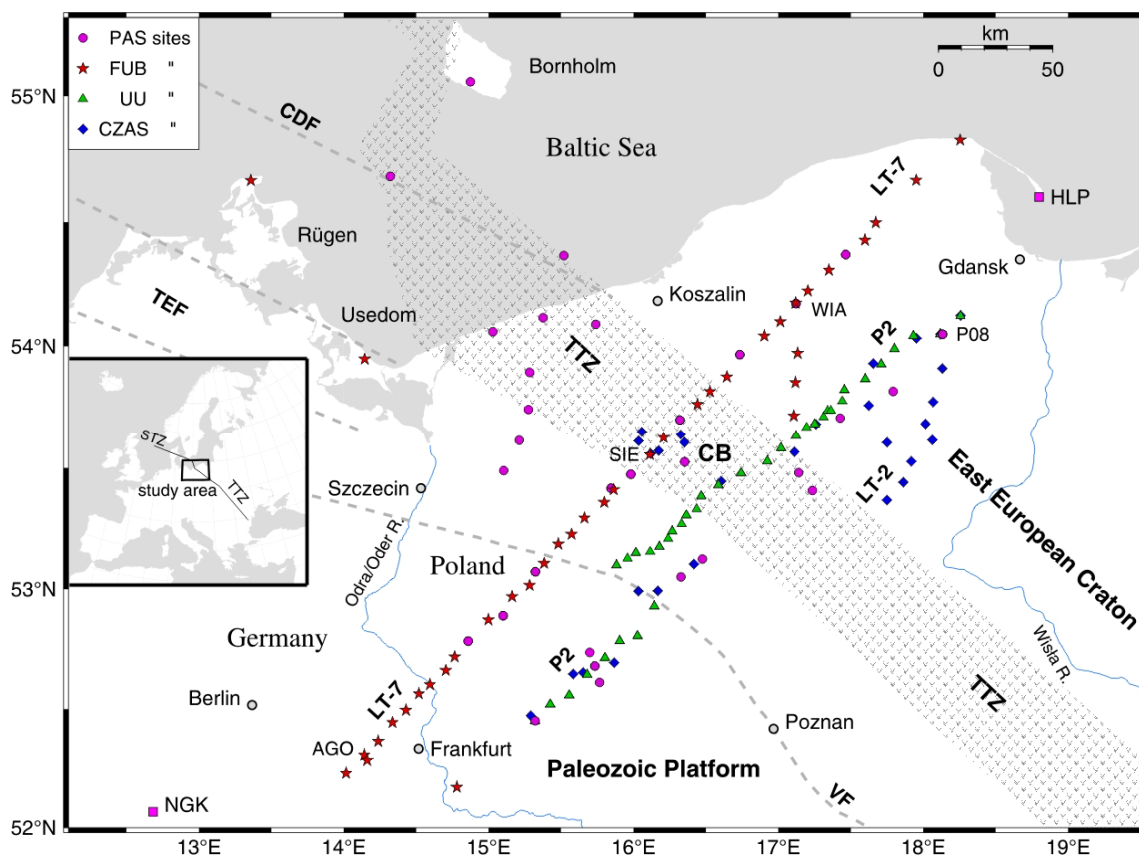 PAS sites
FUB "
UU "
CZAS "
km
0 50
Bornholm
CDF
Baltic Sea
LT-7
HLP
Rügen
Gdansk
TEF
Usedom
Koszalin
WIA
P2
P08
TTZ
SIE
CB
STZ
study area
TTZ
Szczecin
LT-2
East European Craton
Odra/Oder R.
Poland
Germany
P2
Wisła R.
Berlin
LT-7
TTZ
AGO
Frankfurt
Poznan
Paleozoic Platform
VF
NGK
55°N
54°N
53°N
52°N
13°E 14°E 15°E 16°E 17°E 18°E 19°E